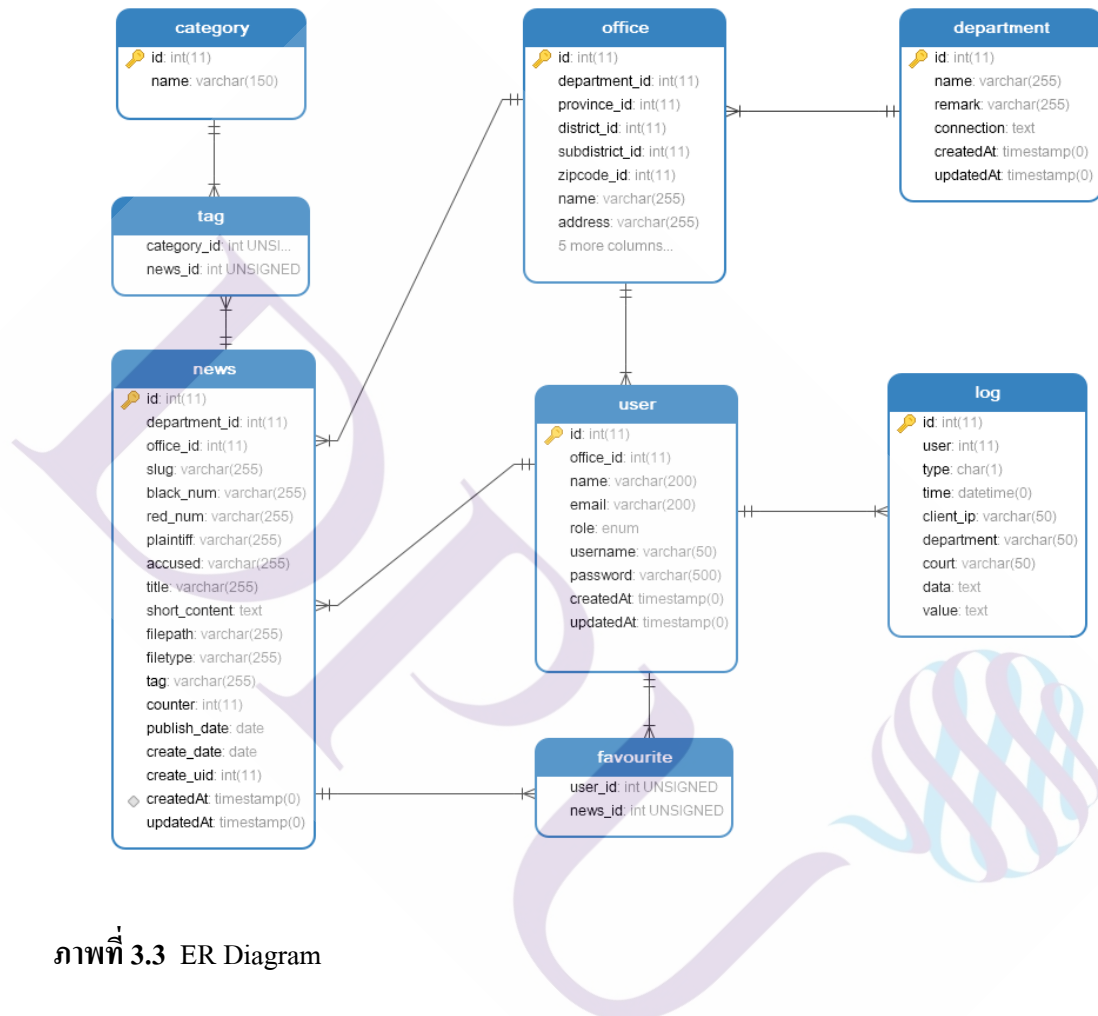 category
id: int(11)
name: varchar(150)
office
id: int(11)
department_id: int(11)
province_id: int(11)
district_id: int(11)
subdistrict_id: int(11)
zipcode_id: int(11)
name: varchar(255)
address: varchar(255)
5 more columns...
department
id: int(11)
name: varchar(255)
remark: varchar(255)
connection: text
createdAt: timestamp(0)
updatedAt: timestamp(0)
tag
category_id: int UNSI...
news_id: int UNSIGNED
news
id: int(11)
department_id: int(11)
office_id: int(11)
slug: varchar(255)
black_num: varchar(255)
red_num: varchar(255)
plaintiff: varchar(255)
accused: varchar(255)
title: varchar(255)
short_content: text
filepath: varchar(255)
filetype: varchar(255)
tag: varchar(255)
counter: int(11)
publish_date: date
create_date: date
create_uid: int(11)
createdAt: timestamp(0)
updatedAt: timestamp(0)
user
id: int(11)
office_id: int(11)
name: varchar(200)
email: varchar(200)
role: enum
username: varchar(50)
password: varchar(500)
createdAt: timestamp(0)
updatedAt: timestamp(0)
log
id: int(11)
user: int(11)
type: char(1)
time: datetime(0)
client_ip: varchar(50)
department: varchar(50)
court: varchar(50)
data: text
value: text
favourite
user_id: int UNSIGNED
news_id: int UNSIGNED
DPU
ภาพที่ 3.3 ER Diagram